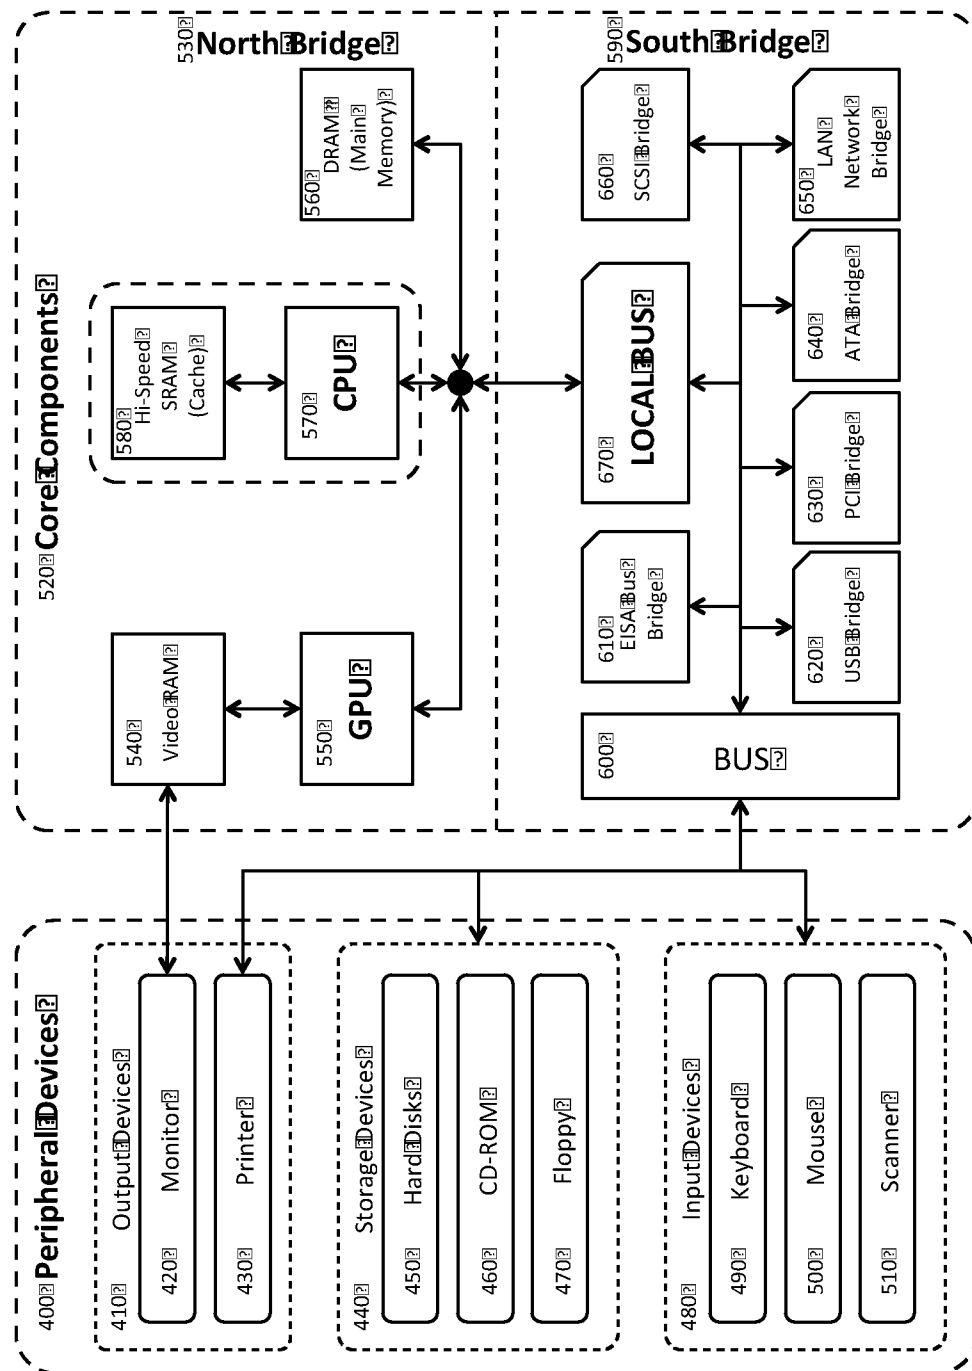 400 Peripheral Devices
410 Output Devices
420 Monitor
430 Printer
440 Storage Devices
450 Hard Disks
460 CD-ROM
470 Floppy
480 Input Devices
490 Keyboard
500 Mouse
510 Scanner
520 Core Components
530 North Bridge
540
Video RAM
550
GPU
580
Hi-Speed
SRAM
(Cache)
570
CPU
560
DRAM
(Main
Memory)
590 South Bridge
600
BUS
610
EISA Bus
Bridge
670
LOCAL BUS
660
SCSI Bridge
620
USB Bridge
630
PCI Bridge
640
ATA Bridge
650
LAN
Network
Bridge